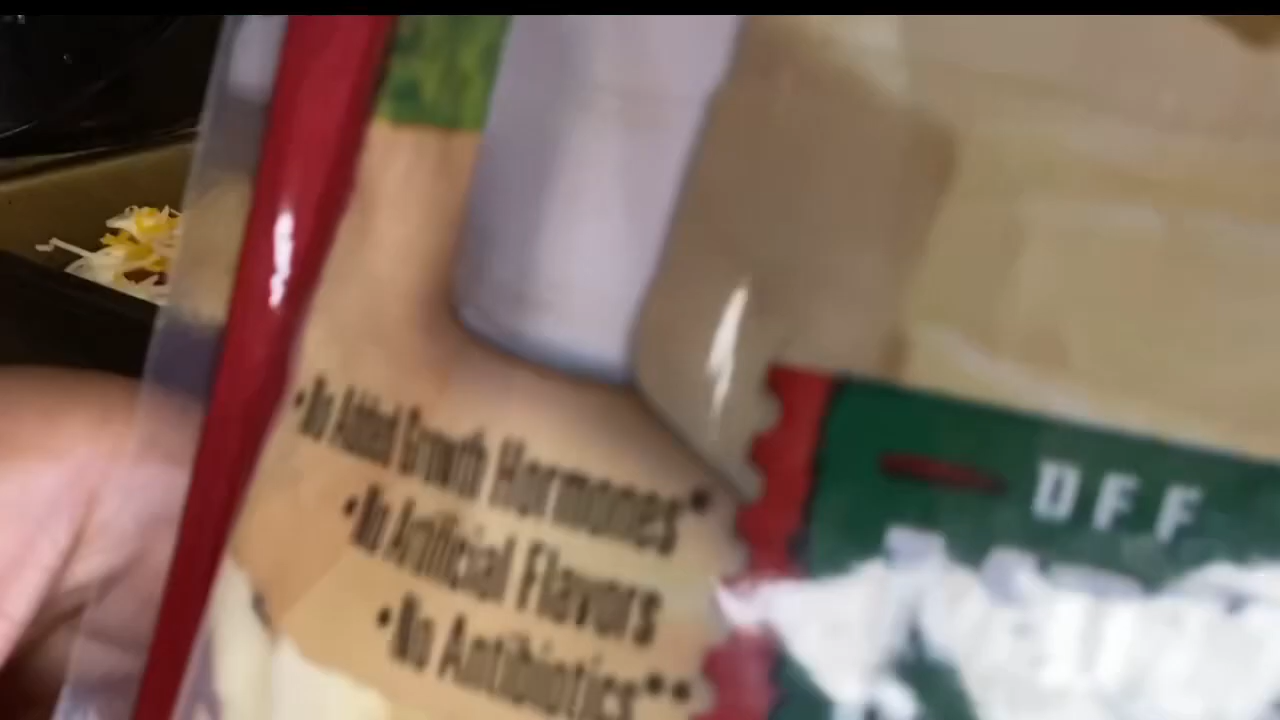 •No Added Growth Hormones*
•No Artificial Flavors
•No Antibiotics**
OFF